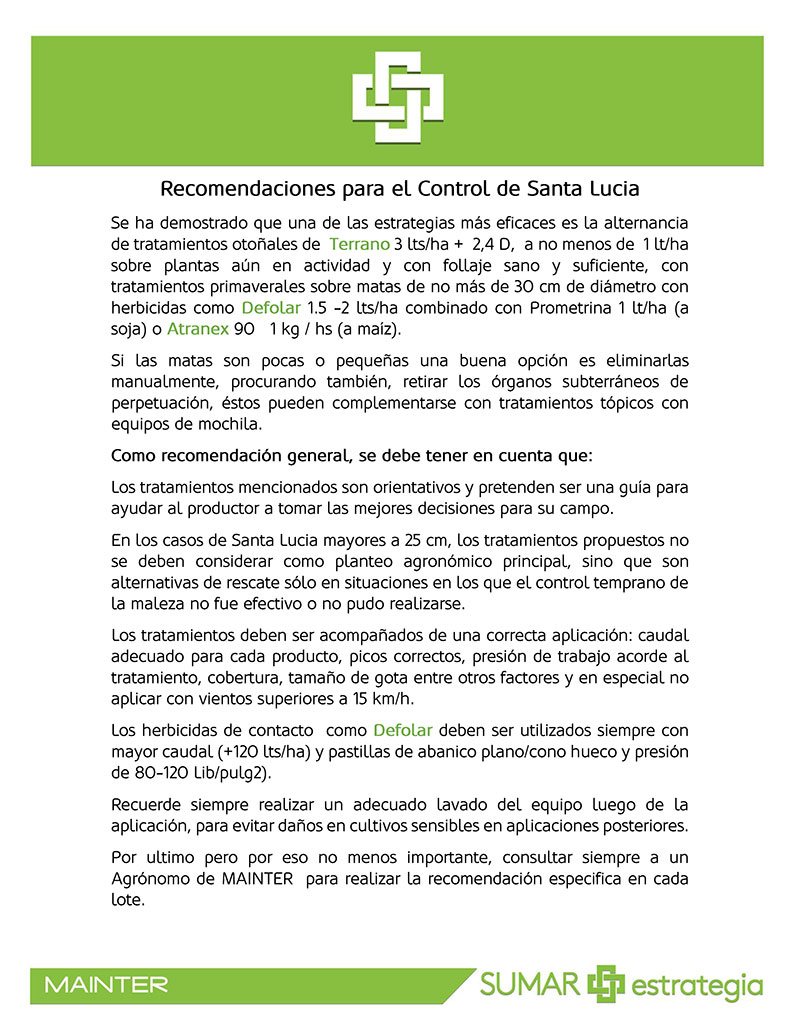 Recomendaciones para el Control de Santa Lucia
Se ha demostrado que una de las estrategias más eficaces es la alternancia
de tratamientos otoñales de Terrano 3 lts/ha + 2,4 D, a no menos de 1 lt/ha
sobre plantas aún en actividad y con follaje sano y suficiente, con
tratamientos primaverales sobre matas de no más de 30 cm de diámetro con
herbicidas como Defolar 1.5 -2 lts/ha combinado con Prometrina 1 lt/ha (a
soja) o Atranex 90 1 kg / hs (a maíz).
Si las matas son pocas o pequeñas una buena opción es eliminarlas
manualmente, procurando también, retirar los órganos subterráneos de
perpetuación, éstos pueden complementarse con tratamientos tópicos con
equipos de mochila.
Como recomendación general, se debe tener en cuenta que:
Los tratamientos mencionados son orientativos y pretenden ser una guía para
ayudar al productor a tomar las mejores decisiones para su campo.
En los casos de Santa Lucia mayores a 25 cm, los tratamientos propuestos no
se deben considerar como planteo agronómico principal, sino que son
alternativas de rescate sólo en situaciones en los que el control temprano de
la maleza no fue efectivo o no pudo realizarse.
Los tratamientos deben ser acompañados de una correcta aplicación: caudal
adecuado para cada producto, picos correctos, presión de trabajo acorde al
tratamiento, cobertura, tamaño de gota entre otros factores y en especial no
aplicar con vientos superiores a 15 km/h.
Los herbicidas de contacto como Defolar deben ser utilizados siempre con
mayor caudal (+120 lts/ha) y pastillas de abanico plano/cono hueco y presión
de 80-120 Lib/pulg2).
Recuerde siempre realizar un adecuado lavado del equipo luego de la
aplicación, para evitar daños en cultivos sensibles en aplicaciones posteriores.
Por ultimo pero por eso no menos importante, consultar siempre a un
Agrónomo de MAINTER para realizar la recomendación especifica en cada
lote.
MAINTER
SUMAR estrategia